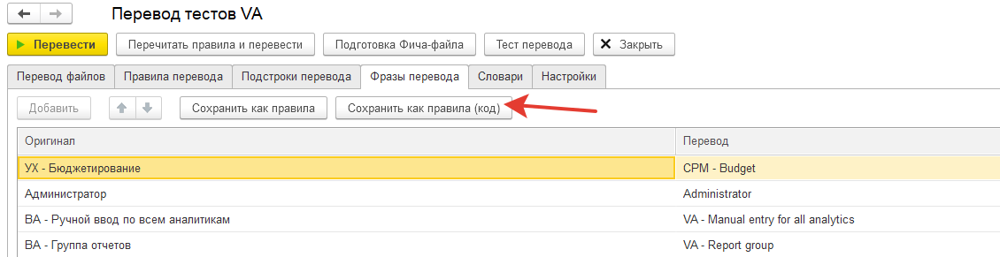 Перевод тестов VA
Перевести Перечитать правила и перевести Подготовка Фича-файла Тест перевода Закрыть
Перевод файлов Правила перевода Подстроки перевода Фразы перевода Словари Настройки
Добавить Сохранить как правила Сохранить как правила (код)
Оригинал Перевод
УХ - Бюджетирование CPM - Budget
Администратор Administrator
ВА - Ручной ввод по всем аналитикам VA - Manual entry for all analytics
ВА - Группа отчетов VA - Report group